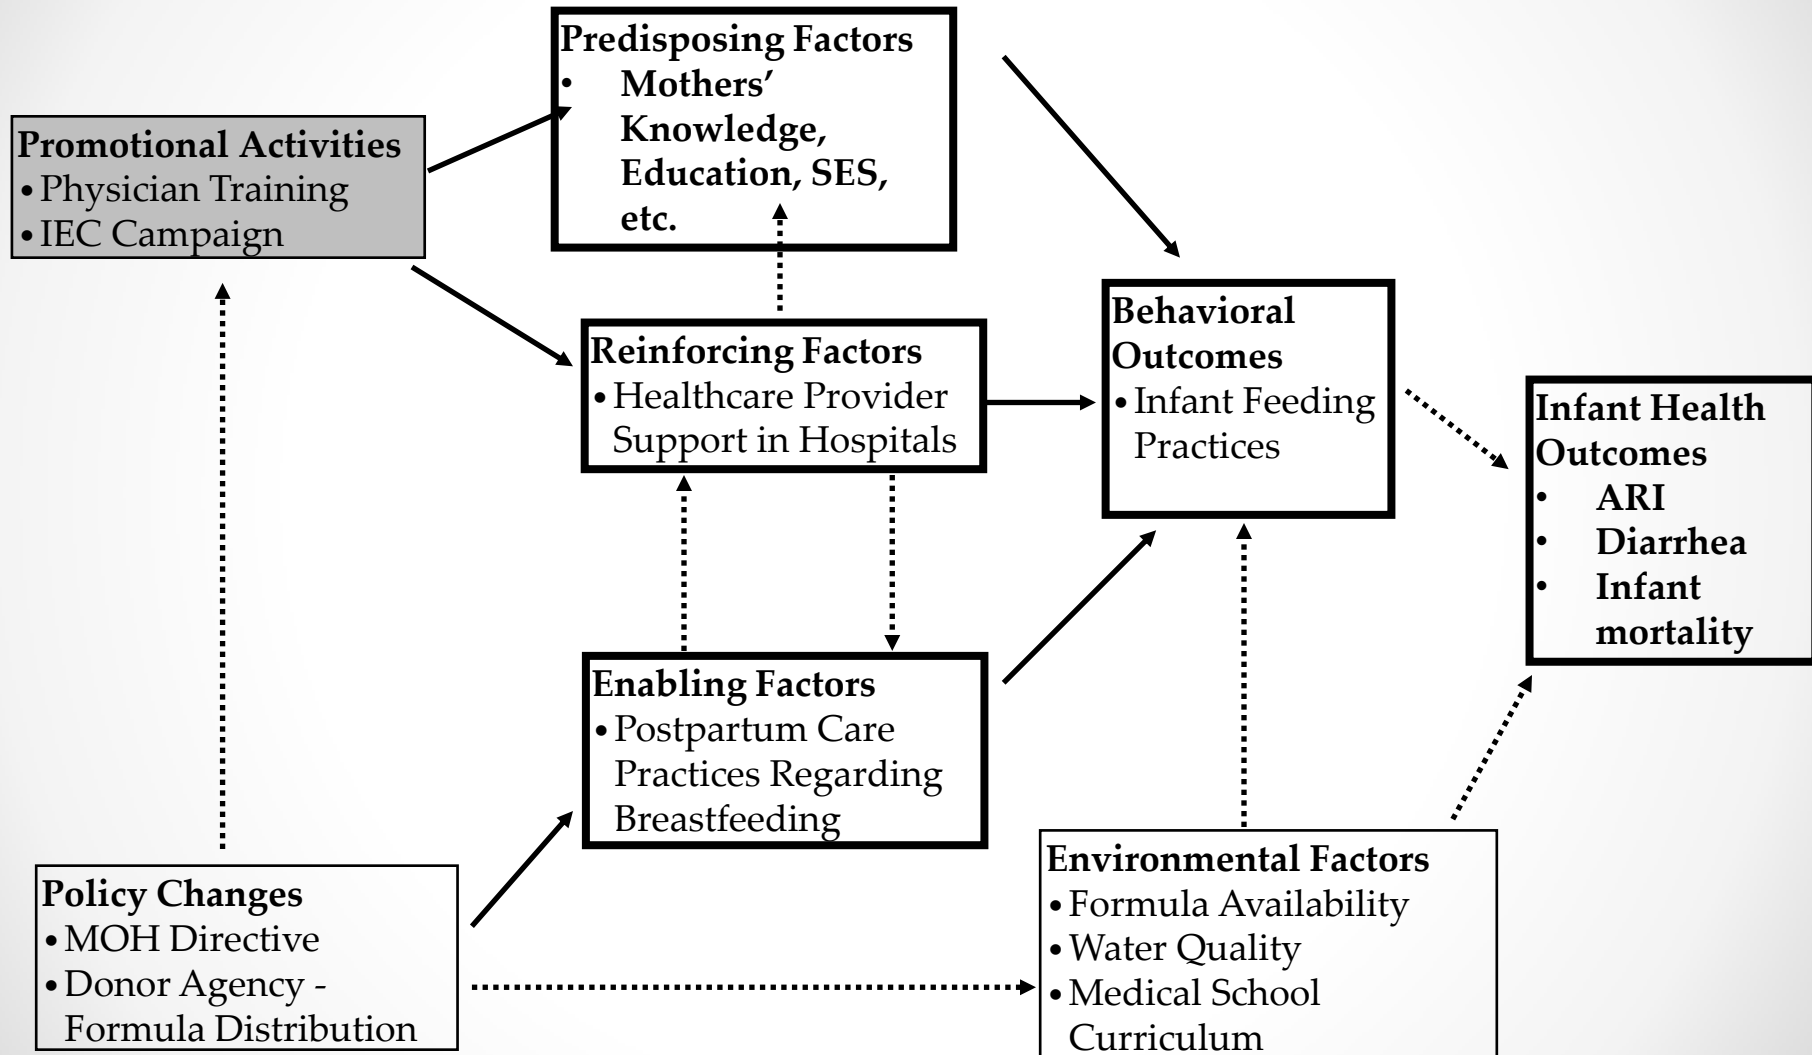 Predisposing Factors
• Mothers’
Knowledge,
Education, SES,
etc.
Promotional Activities
• Physician Training
• IEC Campaign
Reinforcing Factors
• Healthcare Provider
Support in Hospitals
Behavioral
Outcomes
• Infant Feeding
Practices
Infant Health
Outcomes
• ARI
• Diarrhea
• Infant
mortality
Enabling Factors
• Postpartum Care
Practices Regarding
Breastfeeding
Policy Changes
• MOH Directive
• Donor Agency -
Formula Distribution
Environmental Factors
• Formula Availability
• Water Quality
• Medical School
Curriculum